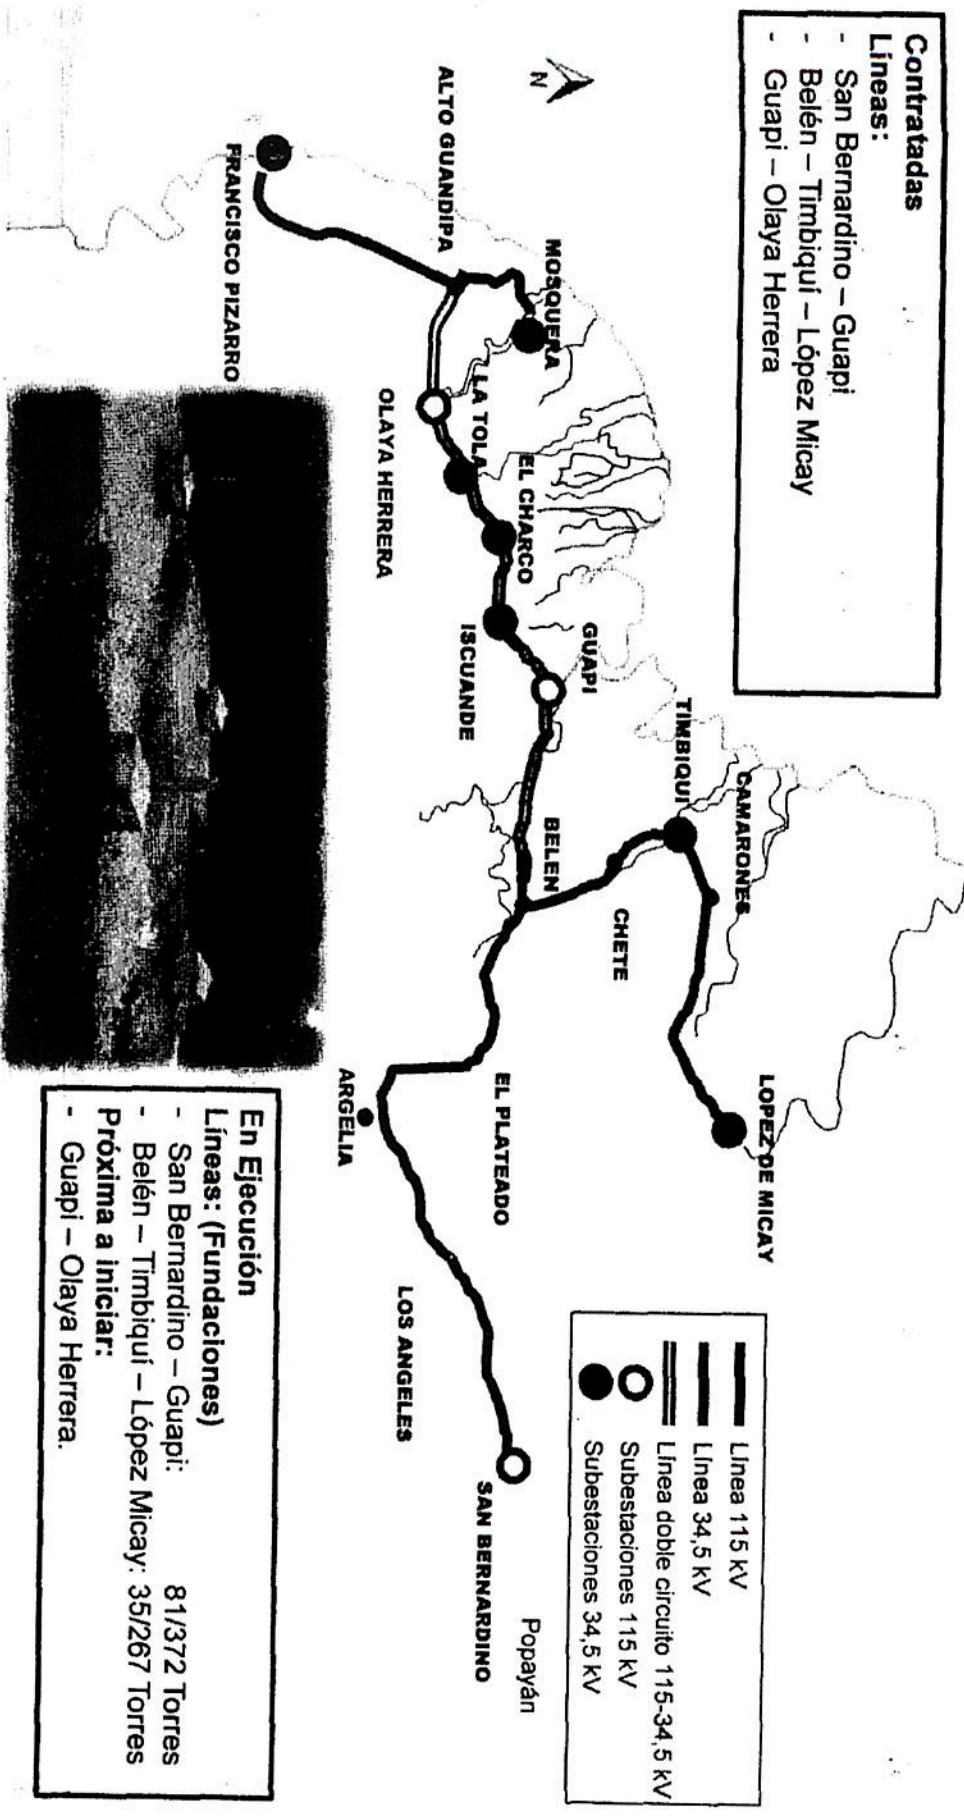 Contratadas
Líneas:
- San Bernardino – Guapi
- Belén – Timbiquí – López Micay
- Guapi – Olaya Herrera
N
ALTO GUANDIPA
FRANCISCO PIZARRO
MOSQUERA
LA TOLA
OLAYA HERRERA
EL CHARCO
ISCUANDE
GUAPI
TIMBIQUI
CAMARONES
BELEN
CHETE
LOPEZ DE MICAY
EL PLATEADO
ARGELIA
LOS ANGELES
SAN BERNARDINO
Popayán
Línea 115 kV
Línea 34,5 kV
Línea doble circuito 115-34,5 kV
Subestaciones 115 kV
Subestaciones 34,5 kV
En Ejecución
Líneas: (Fundaciones)
- San Bernardino – Guapi: 81/372 Torres
- Belén – Timbiquí – López Micay: 35/267 Torres
Próxima a iniciar:
- Guapi – Olaya Herrera.